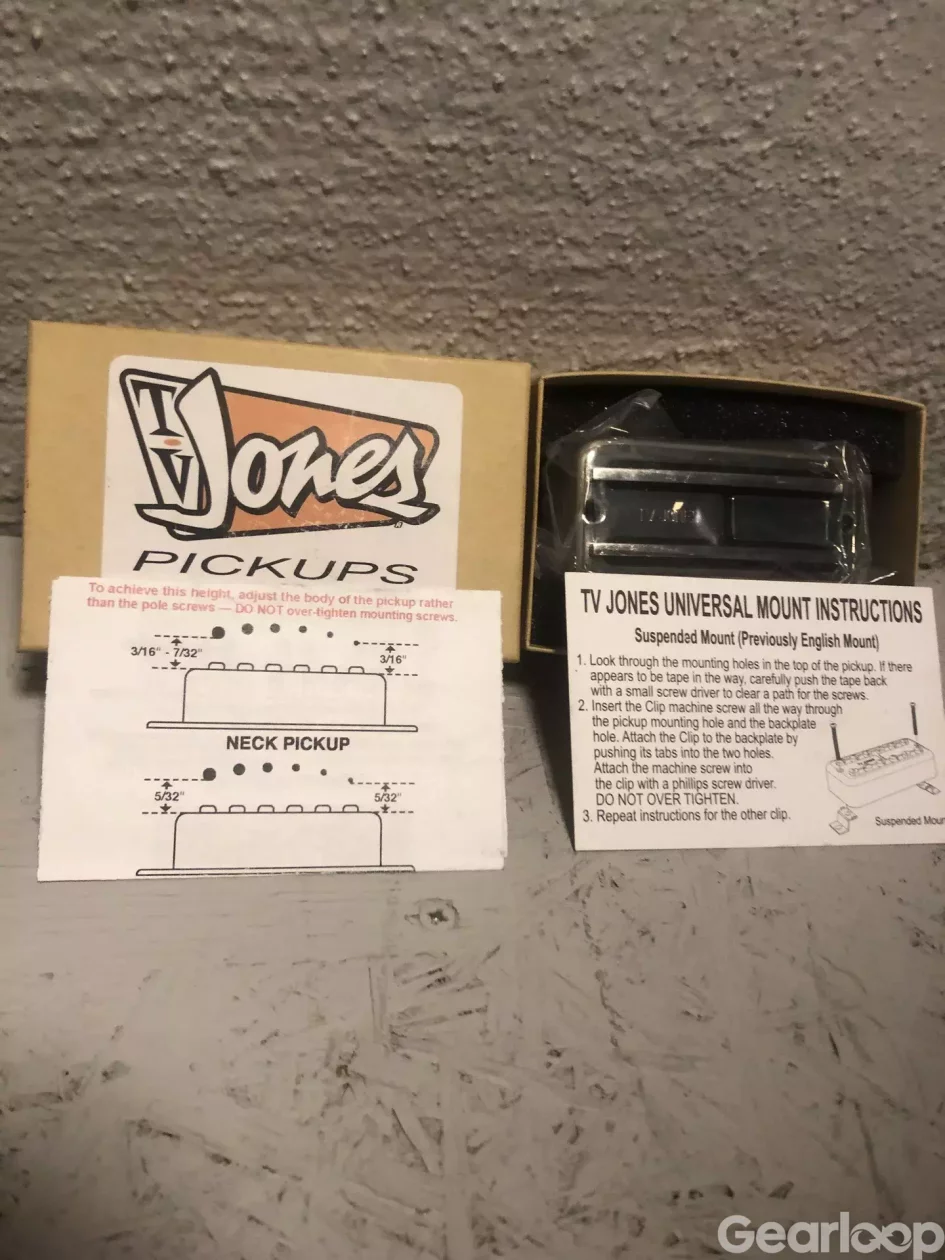 T.V. Jones
PICKUPS
To achieve this height, adjust the body of the pickup rather
than the pole screws — DO NOT over-tighten mounting screws.
3/16" - 7/32"
3/16"
NECK PICKUP
5/32"
5/32"
TV JONES
TV JONES UNIVERSAL MOUNT INSTRUCTIONS
Suspended Mount (Previously English Mount)
1. Look through the mounting holes in the top of the pickup. If there
appears to be tape in the way, carefully push the tape back
with a small screw driver to clear a path for the screws.
2. Insert the Clip machine screw all the way through
the pickup mounting hole and the backplate
hole. Attach the Clip to the backplate by
pushing its tabs into the two holes.
Attach the machine screw into
the clip with a phillips screw driver.
DO NOT OVER TIGHTEN.
3. Repeat instructions for the other clip.
Suspended Moun
Gearloop